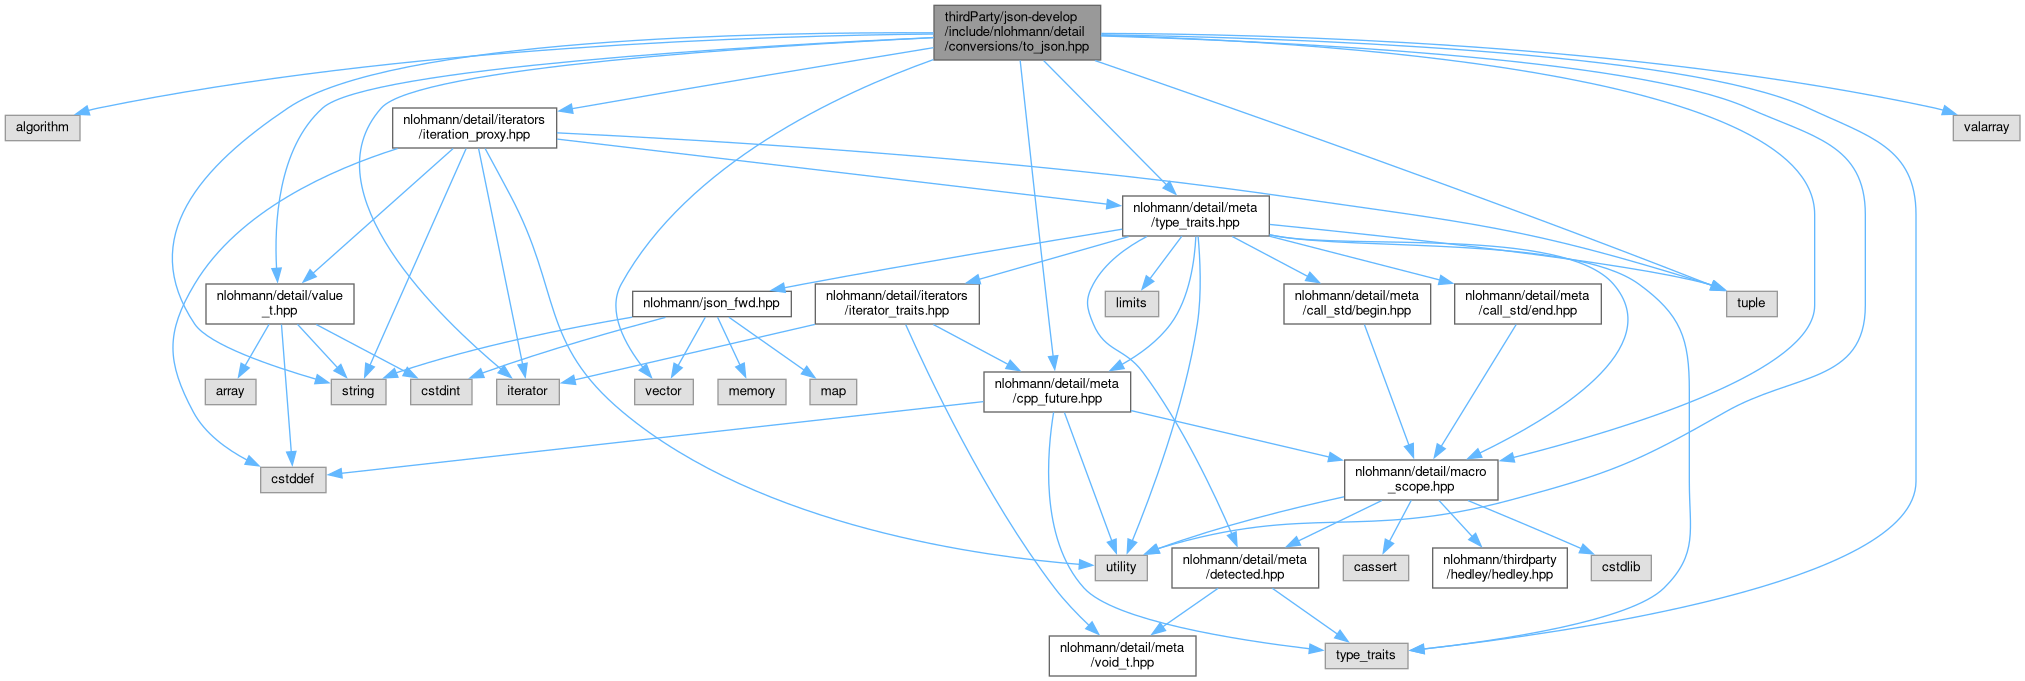 thirdParty/json-develop
/include/nlohmann/detail
/conversions/to_json.hpp
algorithm
nlohmann/detail/iterators
/iteration_proxy.hpp
valarray
nlohmann/detail/meta
/type_traits.hpp
nlohmann/detail/value
_t.hpp
nlohmann/json_fwd.hpp
nlohmann/detail/iterators
/iterator_traits.hpp
limits
nlohmann/detail/meta
/call_std/begin.hpp
nlohmann/detail/meta
/call_std/end.hpp
tuple
array
string
cstdint
iterator
vector
memory
map
nlohmann/detail/meta
/cpp_future.hpp
cstddef
nlohmann/detail/macro
_scope.hpp
utility
nlohmann/detail/meta
/detected.hpp
cassert
nlohmann/thirdparty
/hedley/hedley.hpp
cstdlib
nlohmann/detail/meta
/void_t.hpp
type_traits